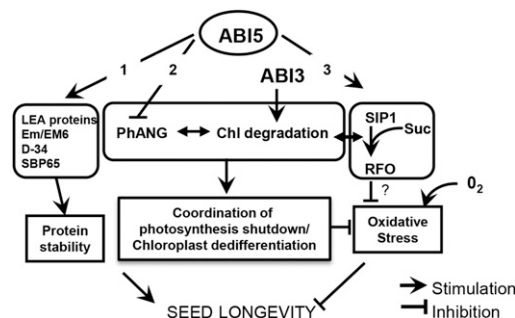 ABI5
1
2
3
ABI3
LEA proteins
Em/EM6
D-34
SBP65
PhANG
Chl degradation
SIP1
Suc
RFO
?
0₂
Protein
stability
Coordination of
photosynthesis shutdown/
Chloroplast dedifferentiation
Oxidative
Stress
SEED LONGEVITY
Stimulation
Inhibition